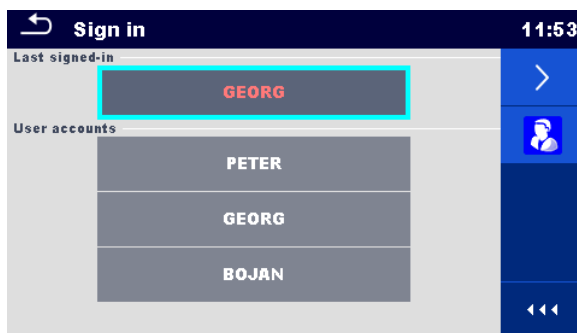 Sign in 11:53
Last signed-in
GEORG
User accounts
PETER
GEORG
BOJAN